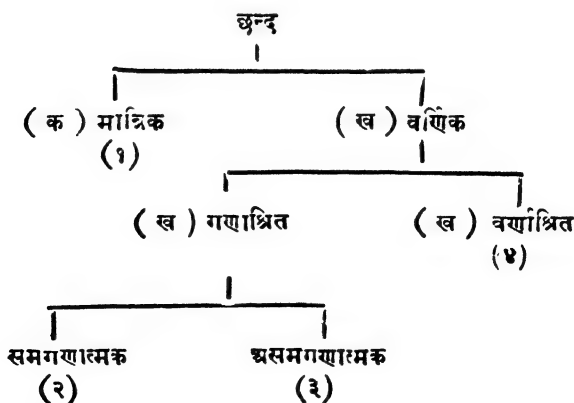 छन्द
( क ) मात्रिक ( ख ) वर्णिक
(१)
( ख ) गणाश्रित ( ख ) वर्णाश्रित
(४)
समगणात्मक असमगणात्मक
(२) (३)